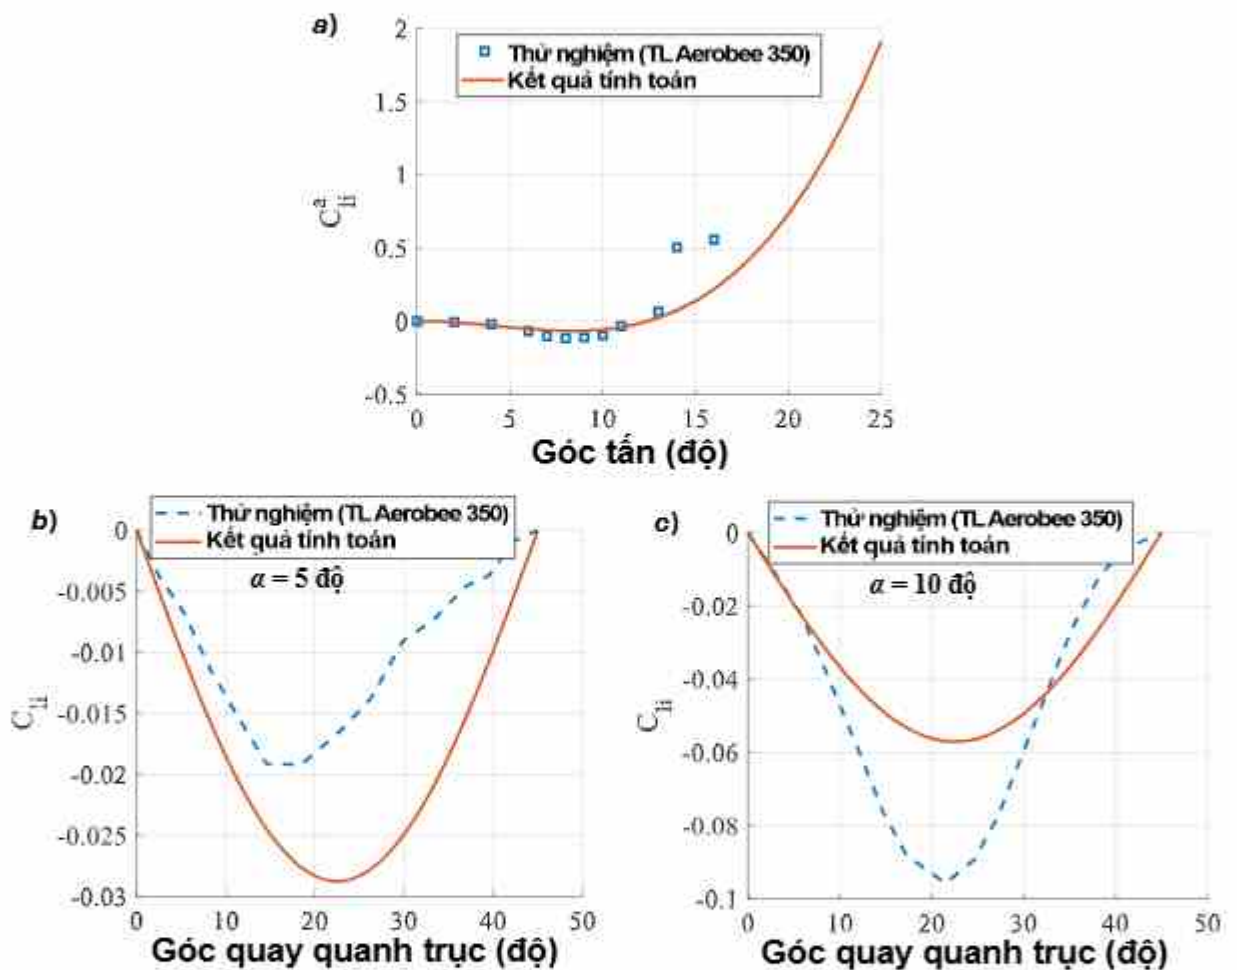 a)
2
Thử nghiệm (TL Aerobee 350)
Kết quả tính toán
1.5
1
C^a_li
0.5
0
-0.5
0 5 10 15 20 25
Góc tấn (độ)
b)
Thử nghiệm (TL Aerobee 350)
Kết quả tính toán
α = 5 độ
0
-0.005
-0.01
C_li
-0.015
-0.02
-0.025
-0.03
0 10 20 30 40 50
Góc quay quanh trục (độ)
c)
Thử nghiệm (TL Aerobee 350)
Kết quả tính toán
α = 10 độ
0
-0.02
-0.04
C_li
-0.06
-0.08
-0.1
0 10 20 30 40 50
Góc quay quanh trục (độ)